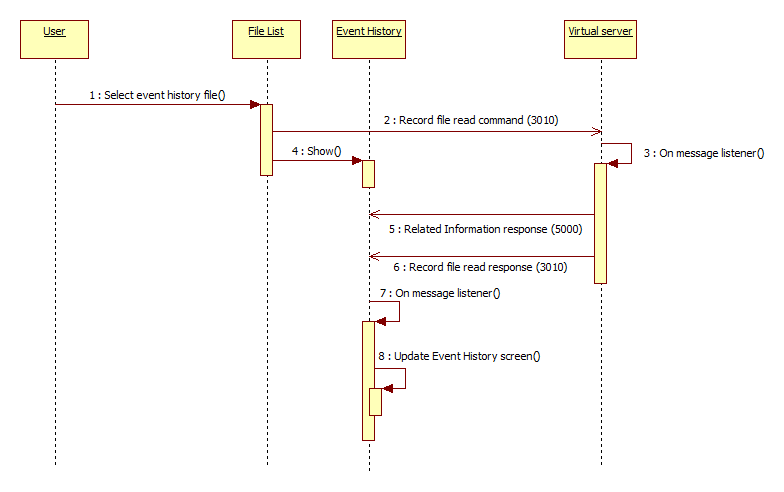 User
File List
Event History
Virtual server
1 : Select event history file()
2 : Record file read command (3010)
4 : Show()
3 : On message listener()
5 : Related Information response (5000)
6 : Record file read response (3010)
7 : On message listener()
8 : Update Event History screen()